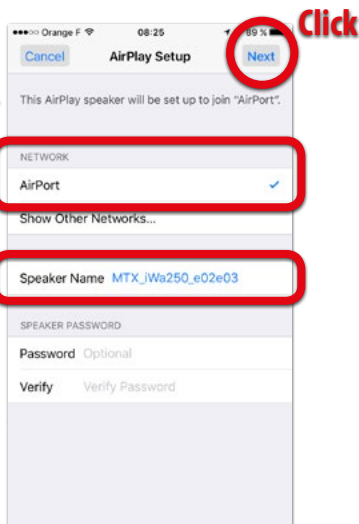 Orange F 08:25 89 %
Click
Cancel AirPlay Setup Next
This AirPlay speaker will be set up to join "AirPort".
NETWORK
AirPort
Show Other Networks...
Speaker Name MTX_iWa250_e02e03
SPEAKER PASSWORD
Password Optional
Verify Verify Password